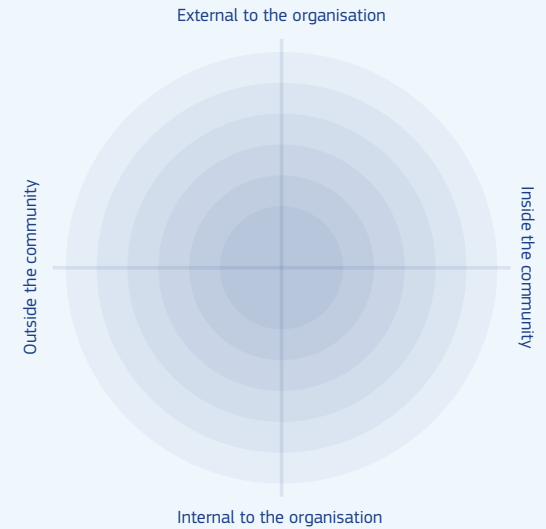 External to the organisation
Outside the community
Inside the community
Internal to the organisation